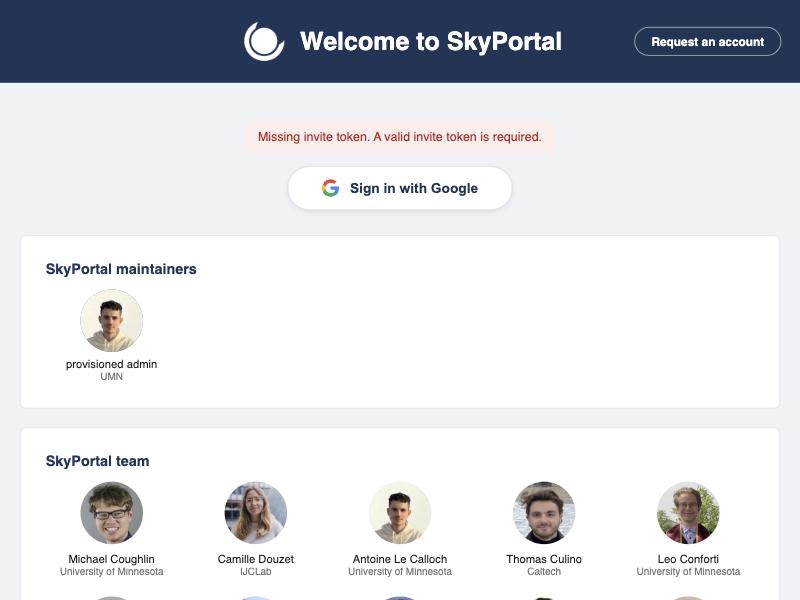 Welcome to SkyPortal
Request an account
Missing invite token. A valid invite token is required.
Sign in with Google
SkyPortal maintainers
provisioned admin
UMN
SkyPortal team
Michael Coughlin
University of Minnesota
Camille Douzet
IJCLab
Antoine Le Calloch
University of Minnesota
Thomas Culino
Caltech
Leo Conforti
University of Minnesota